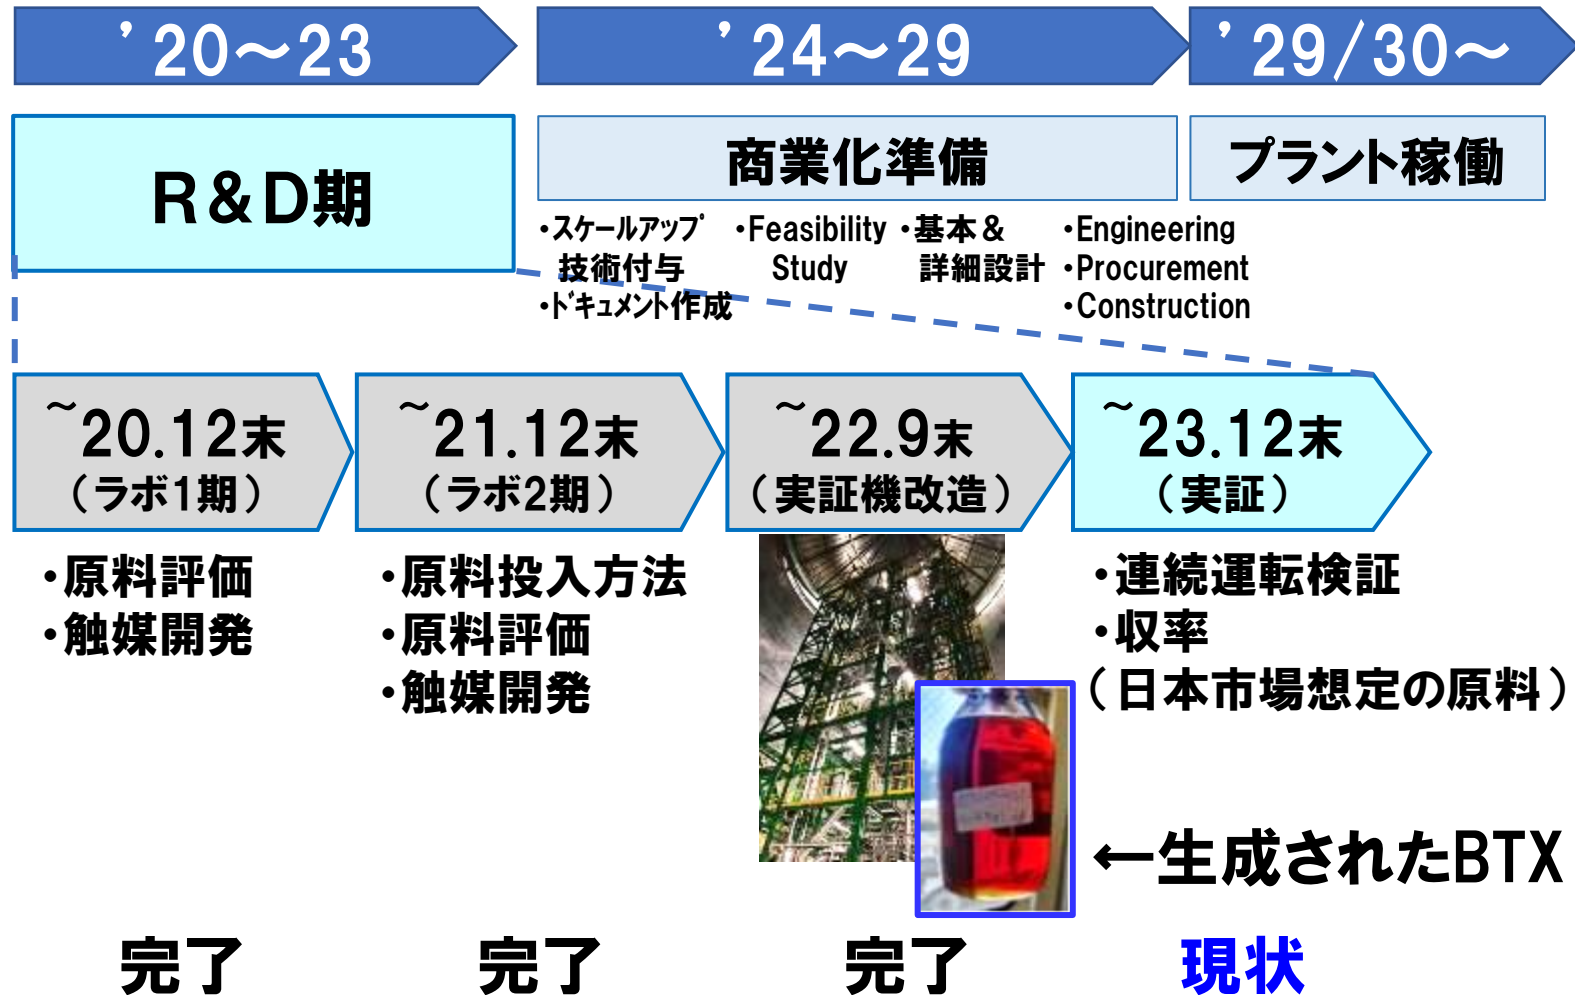 ’20～23
’24～29
’29/30～
R＆D期
商業化準備
プラント稼働
・スケールアップ
技術付与
・ドキュメント作成
・Feasibility
Study
・基本＆
詳細設計
・Engineering
・Procurement
・Construction
~20.12末
（ラボ1期）
~21.12末
（ラボ2期）
~22.9末
（実証機改造）
~23.12末
（実証）
・原料評価
・触媒開発
・原料投入方法
・原料評価
・触媒開発
・連続運転検証
・収率
（日本市場想定の原料）
←生成されたBTX
完了
完了
完了
現状